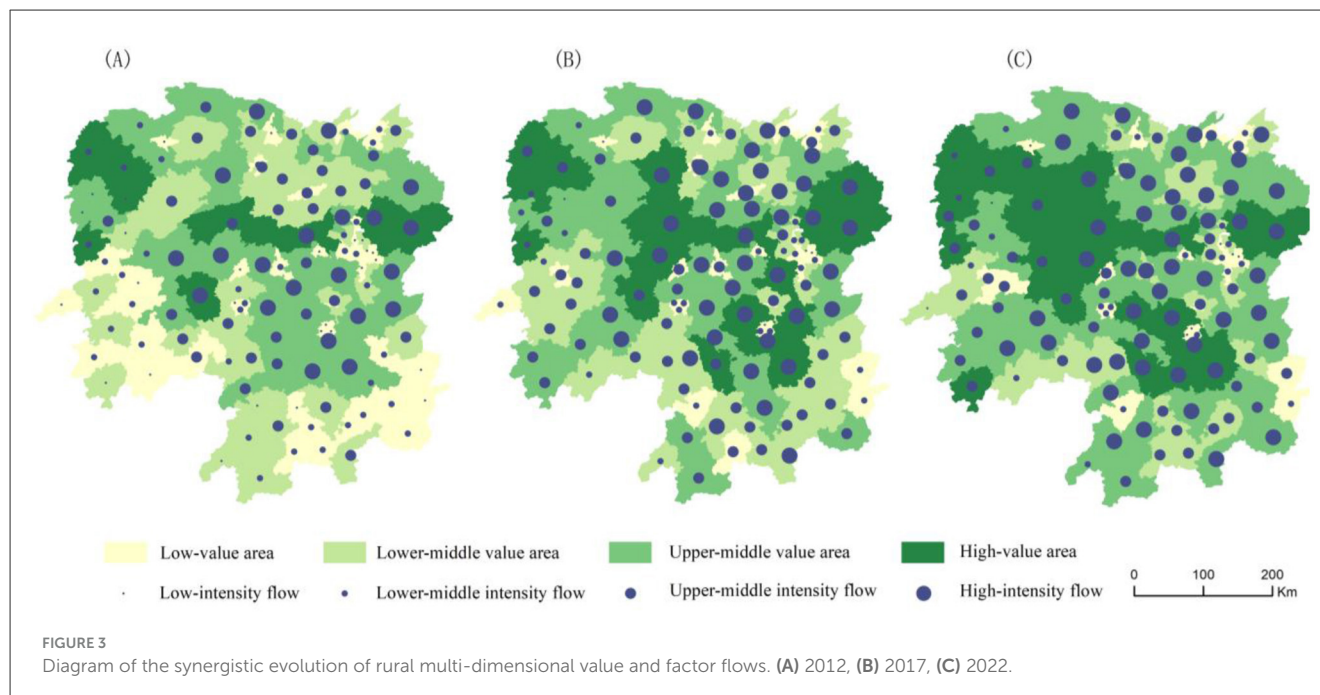 (A) (B) (C)
Low-value area Lower-middle value area Upper-middle value area High-value area
Low-intensity flow Lower-middle intensity flow Upper-middle intensity flow High-intensity flow
0 100 200
Km
FIGURE 3
Diagram of the synergistic evolution of rural multi-dimensional value and factor flows. (A) 2012, (B) 2017, (C) 2022.